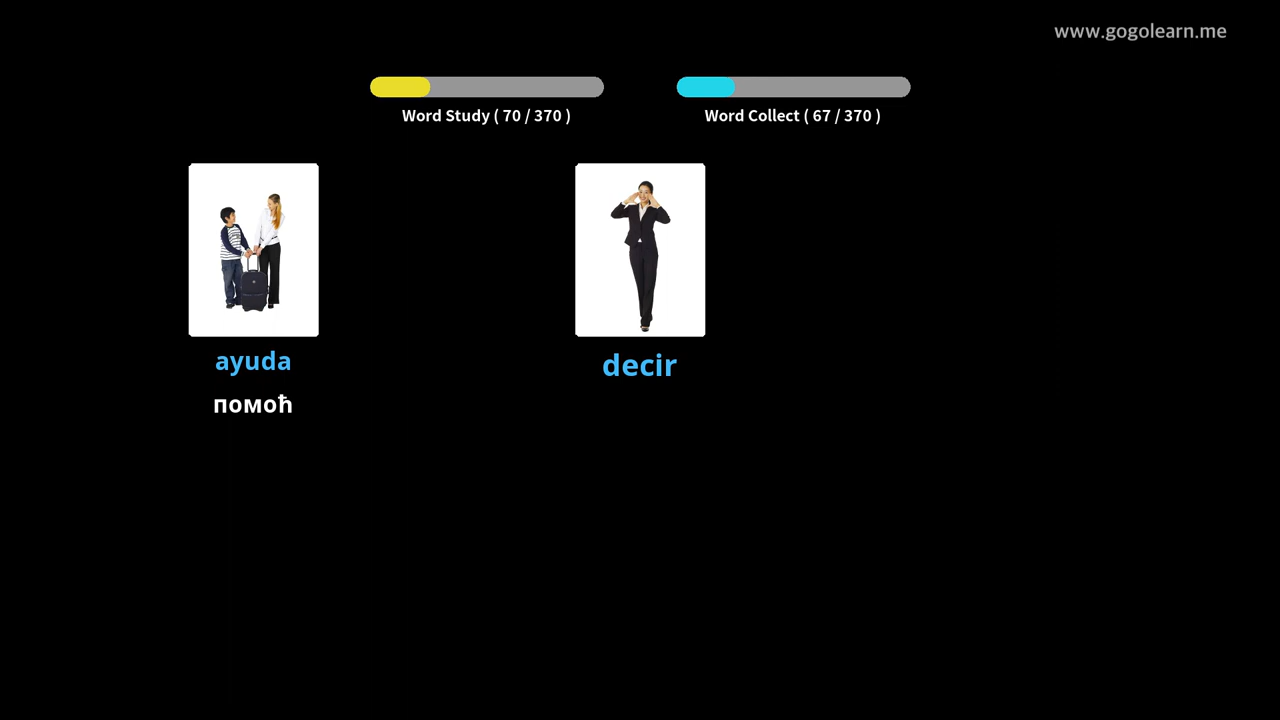 www.gogolearn.me
Word Study ( 70 / 370 )
Word Collect ( 67 / 370 )
ayuda
decir
помоћ